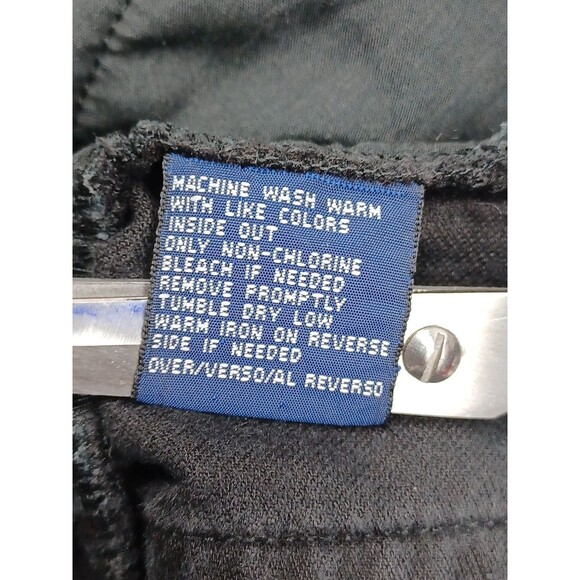 MACHINE WASH WARM
WITH LIKE COLORS
INSIDE OUT
ONLY NON-CHLORINE
BLEACH IF NEEDED
REMOVE PROMPTLY
TUMBLE DRY LOW
WARM IRON ON REVERSE
SIDE IF NEEDED
OVER/VERSO/AL REVERSO